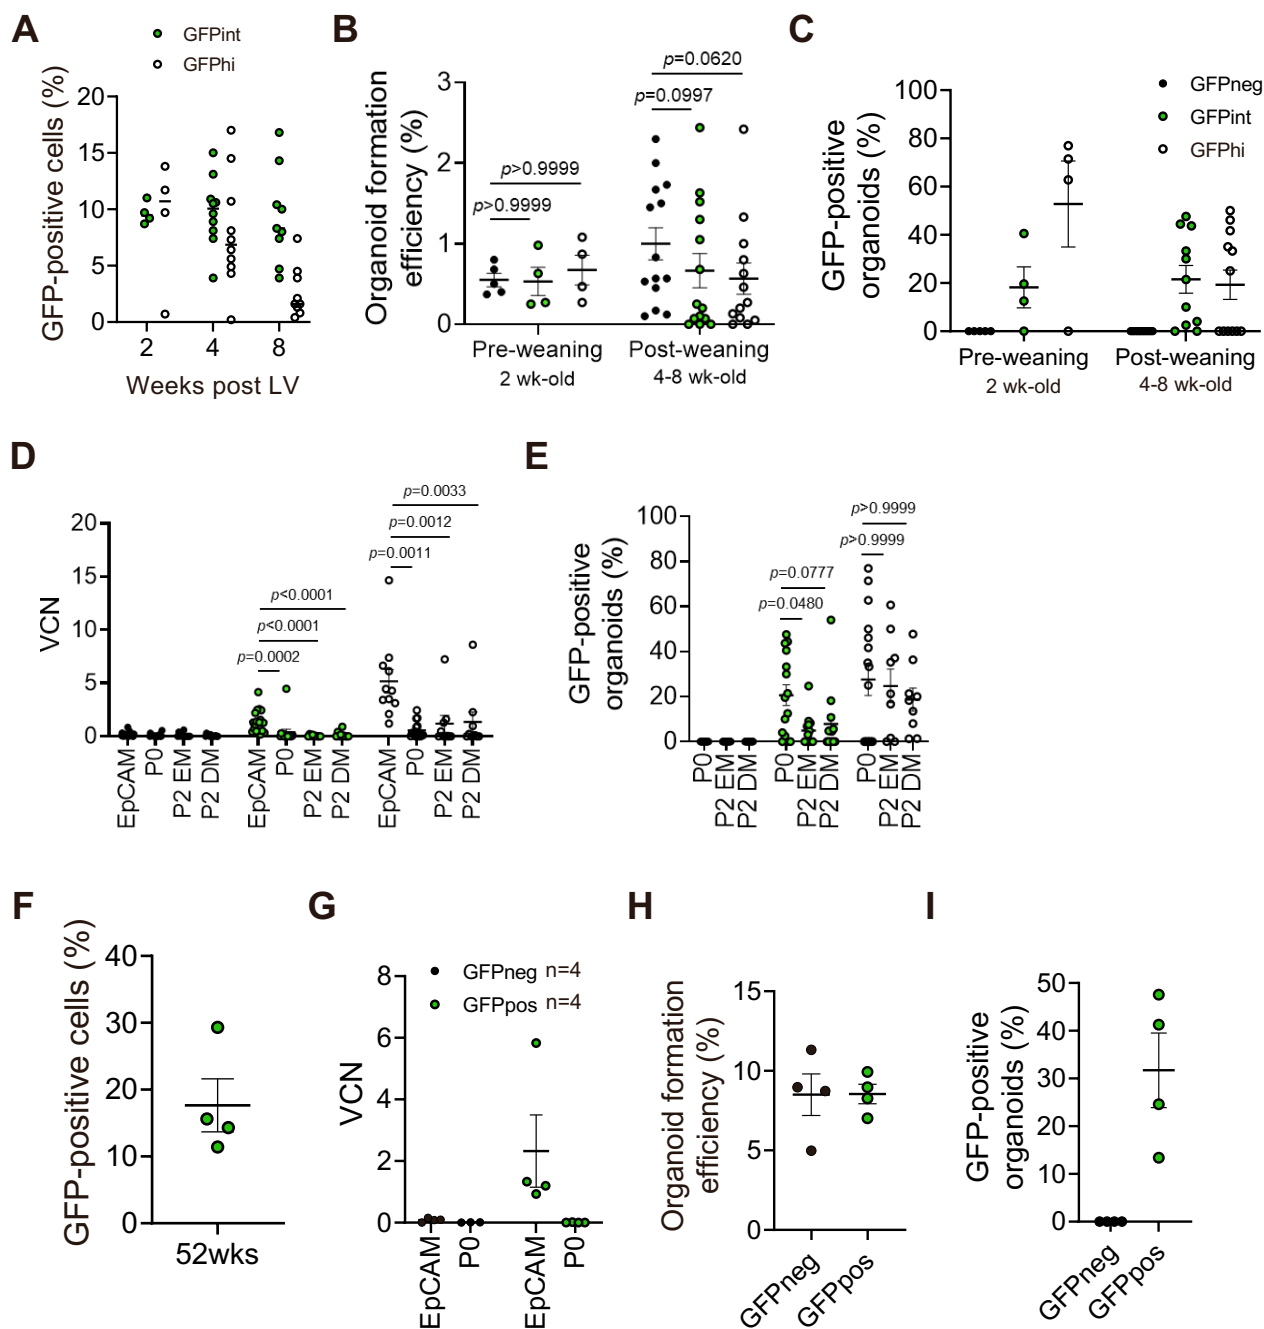 A
GFPint
GFPhi
GFP-positive cells (%)
20
15
10
5
0
2
4
8
Weeks post LV
B
Organoid formation
efficiency (%)
3
2
1
0
p=0.0620
p=0.0997
p>0.9999
p>0.9999
Pre-weaning
2 wk-old
Post-weaning
4-8 wk-old
C
GFPneg
GFPint
GFPhi
GFP-positive
organoids (%)
100
80
60
40
20
0
Pre-weaning
2 wk-old
Post-weaning
4-8 wk-old
D
VCN
20
15
10
5
0
p=0.0033
p=0.0012
p=0.0011
p<0.0001
p<0.0001
p=0.0002
EpCAM
P0
P2 EM
P2 DM
EpCAM
P0
P2 EM
P2 DM
EpCAM
P0
P2 EM
P2 DM
E
GFP-positive
organoids (%)
100
80
60
40
20
0
p>0.9999
p>0.9999
p=0.0777
p=0.0480
P0
P2 EM
P2 DM
P0
P2 EM
P2 DM
P0
P2 EM
P2 DM
F
GFP-positive cells (%)
40
30
20
10
0
52wks
G
GFPneg n=4
GFPpos n=4
VCN
8
6
4
2
0
EpCAM
P0
EpCAM
P0
H
Organoid formation
efficiency (%)
15
10
5
0
GFPneg
GFPpos
I
GFP-positive
organoids (%)
50
40
30
20
10
0
GFPneg
GFPpos